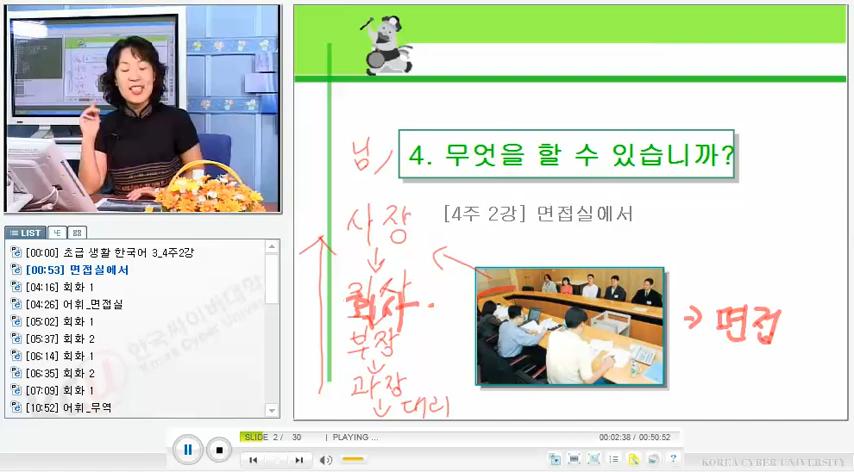 4. 무엇을 할 수 있습니까?
[4주 2강] 면접실에서
님,
사장
회사.
부장
과장
대리
→ 면접
LIST
[00:00] 초급 생활 한국어 3_4주2강
[00:53] 면접실에서
[04:16] 회화 1
[04:26] 어휘_면접실
[05:02] 회화 1
[05:37] 회화 2
[06:14] 회화 1
[06:35] 회화 2
[07:09] 회화 1
[10:52] 어휘_무역
SLIDE 2 / 30 | PLAYING ...
00:02:38 / 00:50:52
KOREA CYBER UNIVERSITY